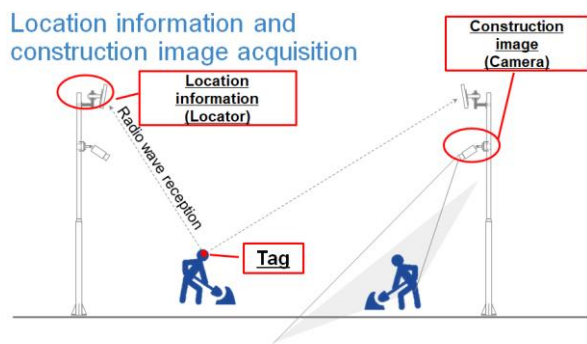 Location information and
construction image acquisition
Construction
image
(Camera)
Location
information
(Locator)
Radio wave reception
Tag